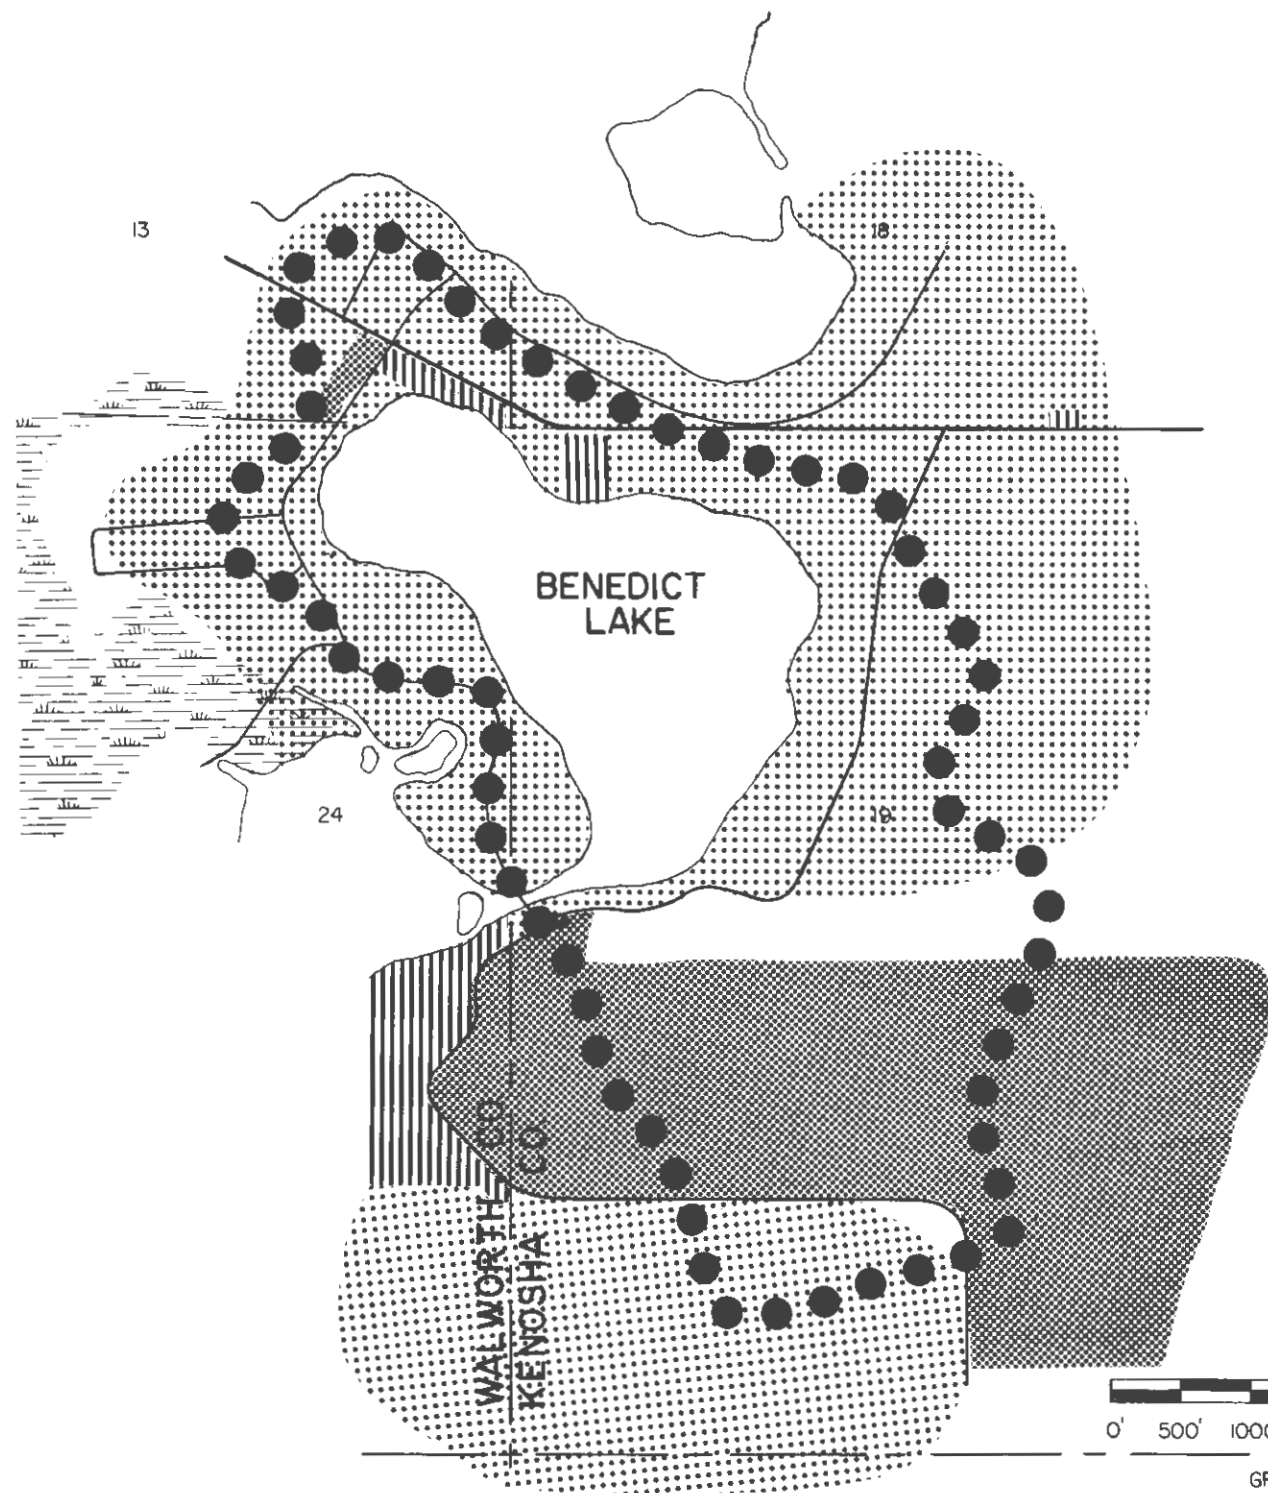 13
18
BENEDICT
LAKE
24
19
WALWORTH CO
KENOSHA CO
0' 500' 1000
GR